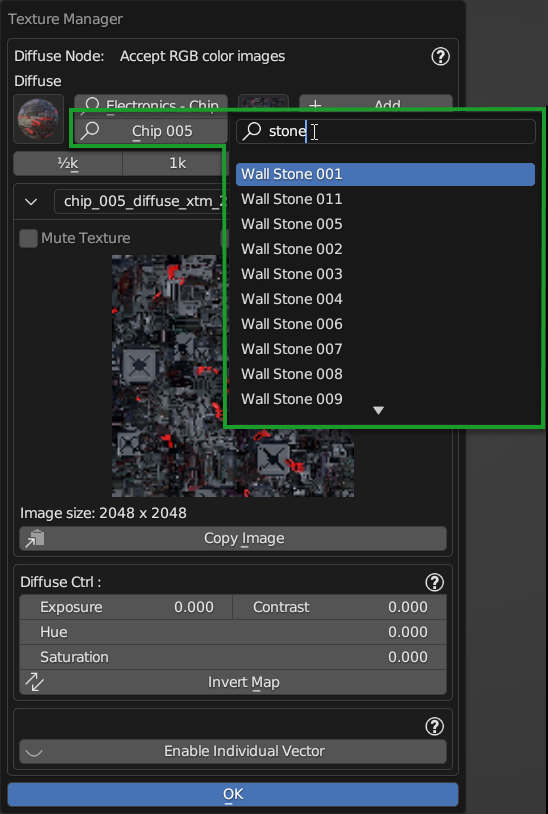 Texture Manager
Diffuse Node: Accept RGB color images
Diffuse
Electronics - Chip
Add
Chip 005
stone
½k
1k
Wall Stone 001
chip_005_diffuse_xtm_2
Wall Stone 011
Wall Stone 005
Mute Texture
Wall Stone 002
Wall Stone 003
Wall Stone 004
Wall Stone 006
Wall Stone 007
Wall Stone 008
Wall Stone 009
Image size: 2048 x 2048
Copy Image
Diffuse Ctrl :
Exposure 0.000 Contrast 0.000
Hue 0.000
Saturation 0.000
Invert Map
Enable Individual Vector
OK